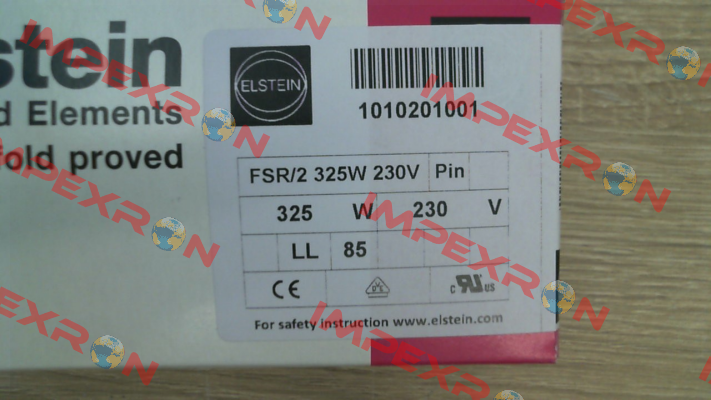 stein
d Elements
fold proved
ELSTEIN
1010201001
FSR/2 325W 230V Pin
325 W 230 V
LL 85
CE c US
For safety instruction www.elstein.com
IMPEXRON
IMPEXRON
IMPEXRON
IMPEXRON
IMPEXRON
IMPEXRON